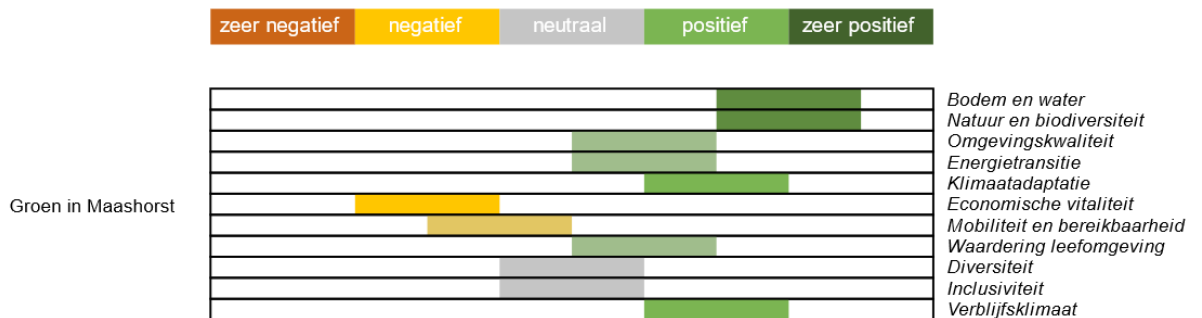 zeer negatief negatief neutraal positief zeer positief
Bodem en water
Natuur en biodiversiteit
Omgevingskwaliteit
Energietransitie
Klimaatadaptatie
Groen in Maashorst
Economische vitaliteit
Mobiliteit en bereikbaarheid
Waardering leefomgeving
Diversiteit
Inclusiviteit
Verblijfsklimaat